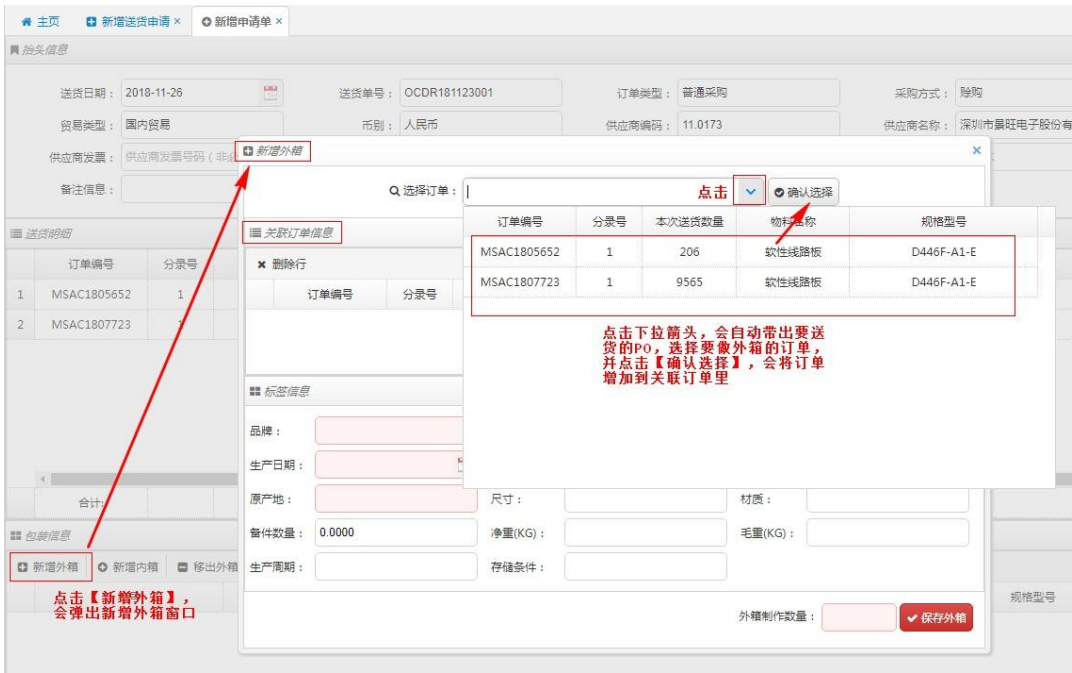 主页 新增送货申请 × 新增申请单 ×
抬头信息
送货日期： 2018-11-26 送货单号： OCDR181123001 订单类型： 普通采购 采购方式： 赊购
贸易类型： 国内贸易 币别： 人民币 供应商编码： 11.0173 供应商名称： 深圳市景旺电子股份有
供应商发票： 供应商发票号码（非必
备注信息：
新增外箱 ×
选择订单： 点击 确认选择
送货明细
订单编号 分录号
1 MSAC1805652 1
2 MSAC1807723 1
合计:
关联订单信息
删除行
订单编号 分录号
订单编号 分录号 本次送货数量 物料名称 规格型号
MSAC1805652 1 206 软性线路板 D446F-A1-E
MSAC1807723 1 9565 软性线路板 D446F-A1-E
点击下拉箭头，会自动带出要送
货的PO，选择要做外箱的订单，
并点击【确认选择】，会将订单
增加到关联订单里
标签信息
品牌：
生产日期：
原产地： 尺寸： 材质：
备件数量： 0.0000 净重(KG)： 毛重(KG)：
生产周期： 存储条件：
外箱制作数量： 保存外箱
包装信息
新增外箱 新增内箱 移出外箱
点击【新增外箱】，
会弹出新增外箱窗口
规格型号